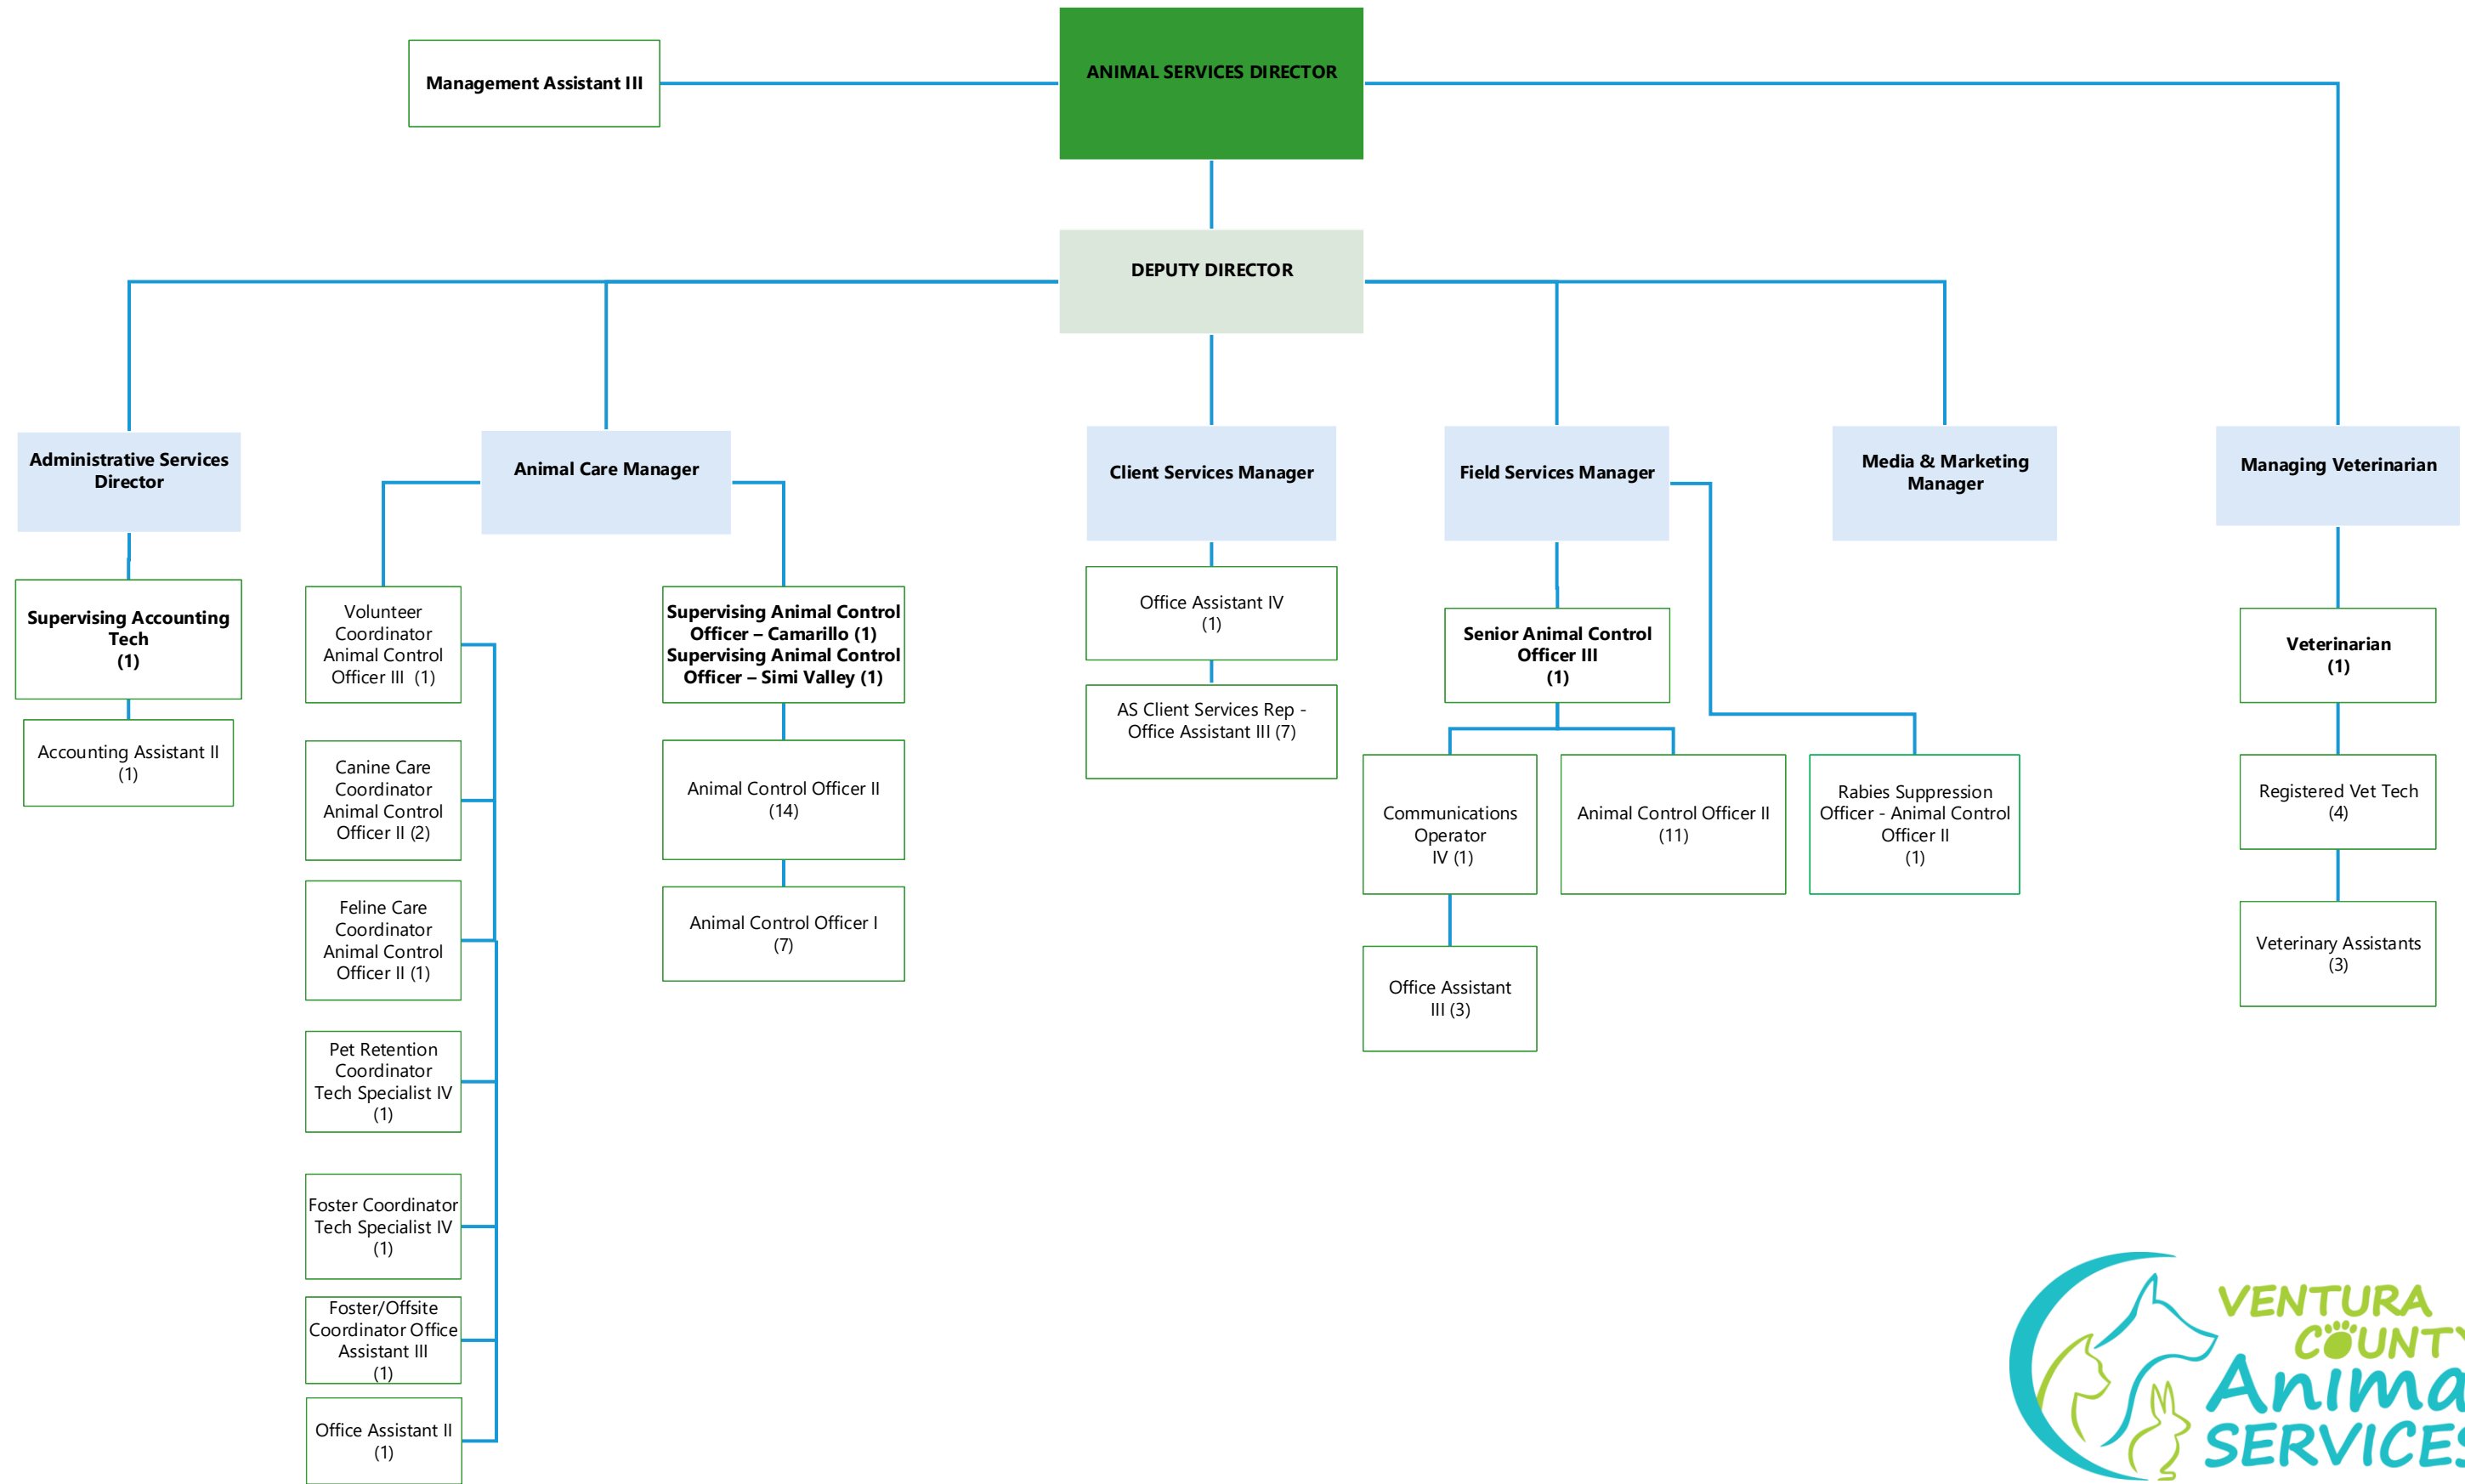 Management Assistant III
ANIMAL SERVICES DIRECTOR
DEPUTY DIRECTOR
Administrative Services
Director
Supervising Accounting
Tech
(1)
Accounting Assistant II
(1)
Animal Care Manager
Volunteer
Coordinator
Animal Control
Officer III (1)
Canine Care
Coordinator
Animal Control
Officer II (2)
Feline Care
Coordinator
Animal Control
Officer II (1)
Pet Retention
Coordinator
Tech Specialist IV
(1)
Foster Coordinator
Tech Specialist IV
(1)
Foster/Offsite
Coordinator Office
Assistant III
(1)
Office Assistant II
(1)
Supervising Animal Control
Officer – Camarillo (1)
Supervising Animal Control
Officer – Simi Valley (1)
Animal Control Officer II
(14)
Animal Control Officer I
(7)
Client Services Manager
Office Assistant IV
(1)
AS Client Services Rep -
Office Assistant III (7)
Field Services Manager
Senior Animal Control
Officer III
(1)
Communications
Operator
IV (1)
Office Assistant
III (3)
Animal Control Officer II
(11)
Rabies Suppression
Officer - Animal Control
Officer II
(1)
Media & Marketing
Manager
Managing Veterinarian
Veterinarian
(1)
Registered Vet Tech
(4)
Veterinary Assistants
(3)
VENTURA
COUNTY
Anima
SERVICES